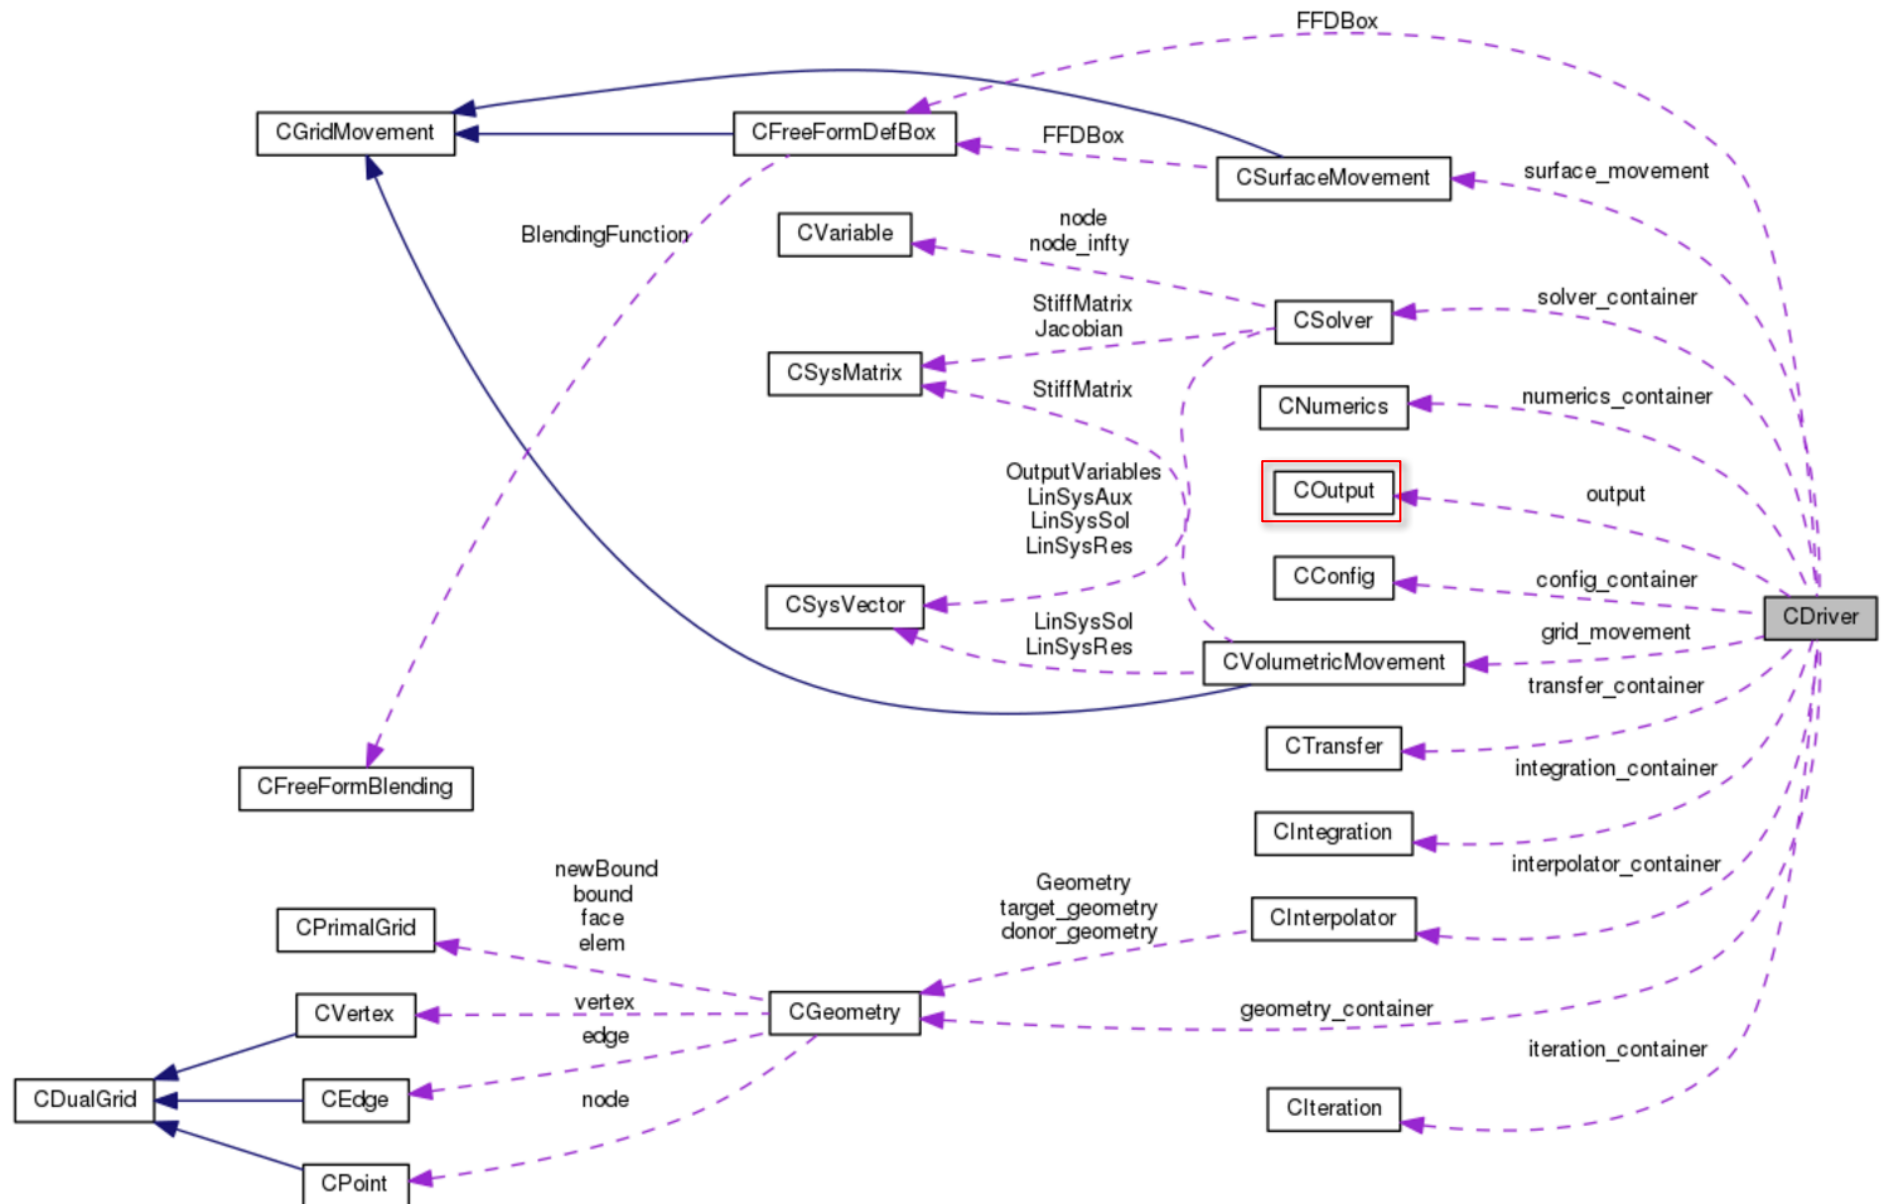 FFDBox
CGridMovement
CFreeFormDefBox
FFDBox
CSurfaceMovement
surface_movement
BlendingFunction
CVariable
node
node_infty
StiffMatrix
Jacobian
CSolver
solver_container
CSysMatrix
StiffMatrix
CNumerics
numerics_container
OutputVariables
LinSysAux
LinSysSol
LinSysRes
COutput
output
CConfig
config_container
CSysVector
LinSysSol
LinSysRes
CDriver
grid_movement
CVolumetricMovement
transfer_container
CTransfer
integration_container
CFreeFormBlending
CIntegration
interpolator_container
newBound
bound
face
elem
CPrimalGrid
Geometry
target_geometry
donor_geometry
CInterpolator
CVertex
vertex
edge
CGeometry
geometry_container
iteration_container
CDualGrid
CEdge
node
CIteration
CPoint